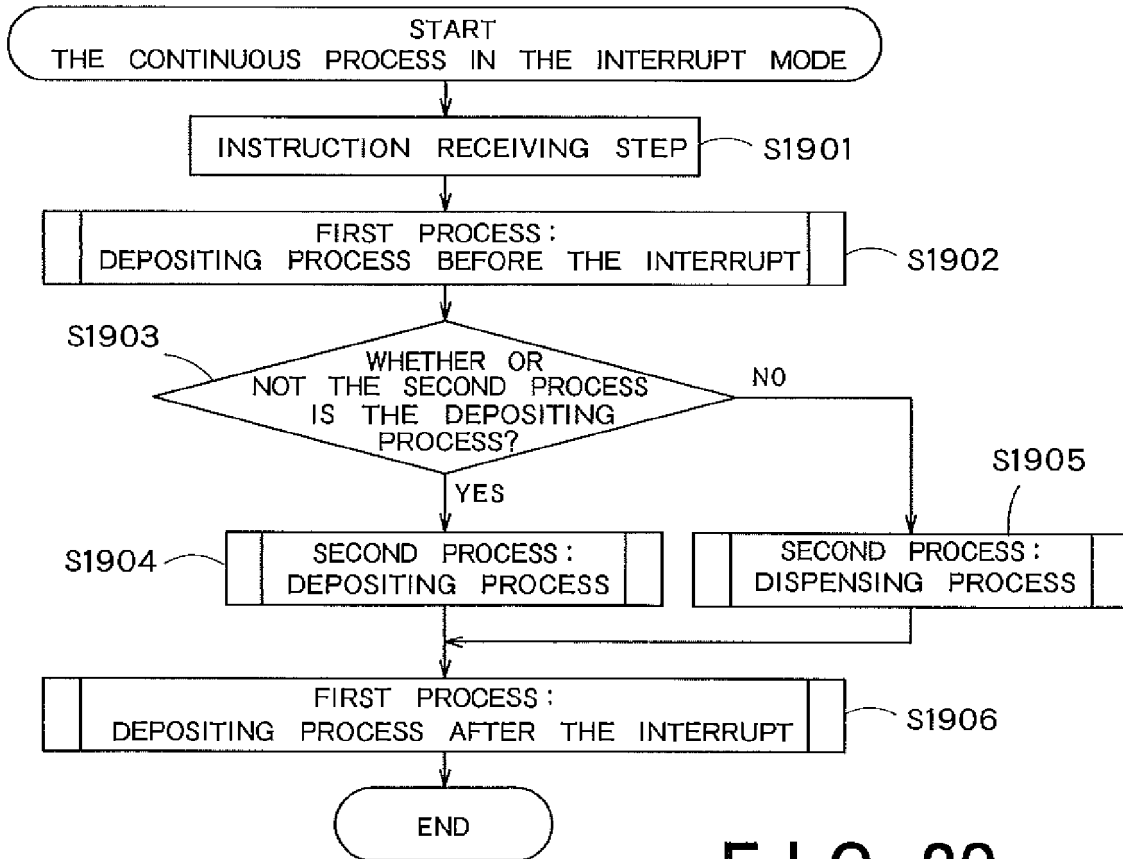 START
THE CONTINUOUS PROCESS IN THE INTERRUPT MODE
INSTRUCTION RECEIVING STEP
S1901
FIRST PROCESS:
DEPOSITING PROCESS BEFORE THE INTERRUPT
S1902
S1903
WHETHER OR
NOT THE SECOND PROCESS
IS THE DEPOSITING
PROCESS?
NO
YES
S1904
SECOND PROCESS:
DEPOSITING PROCESS
S1905
SECOND PROCESS:
DISPENSING PROCESS
FIRST PROCESS:
DEPOSITING PROCESS AFTER THE INTERRUPT
S1906
END